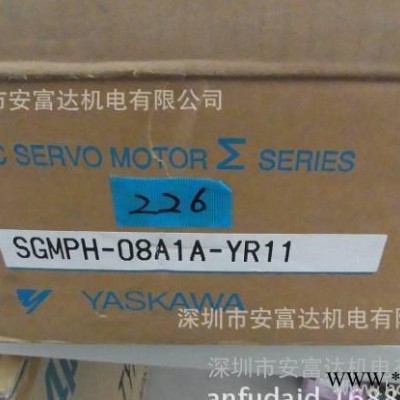 市安富达机电有限公司
C SERVO MOTOR Σ SERIES
226
SGMPH-08A1A-YR11
YASKAWA
深圳市安富达机电有限
深圳市安富达机电有
www.*
anfudaid.1688